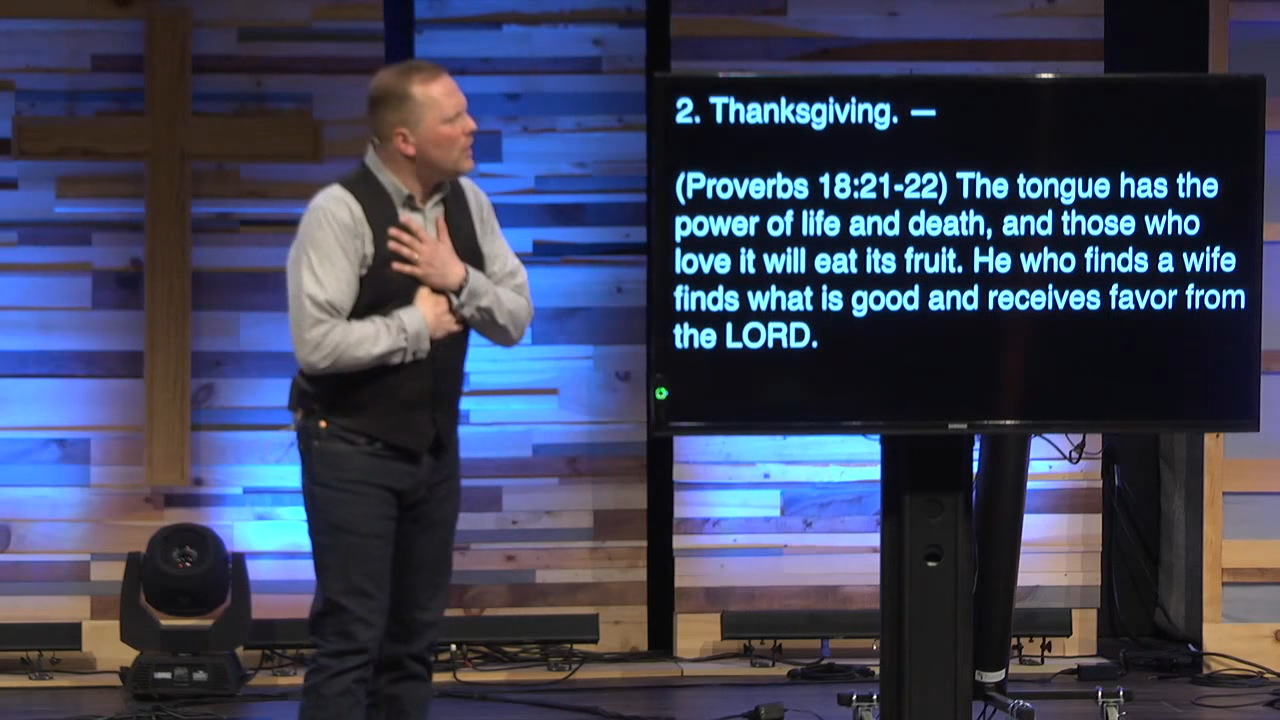 2. Thanksgiving. —
(Proverbs 18:21-22) The tongue has the
power of life and death, and those who
love it will eat its fruit. He who finds a wife
finds what is good and receives favor from
the LORD.